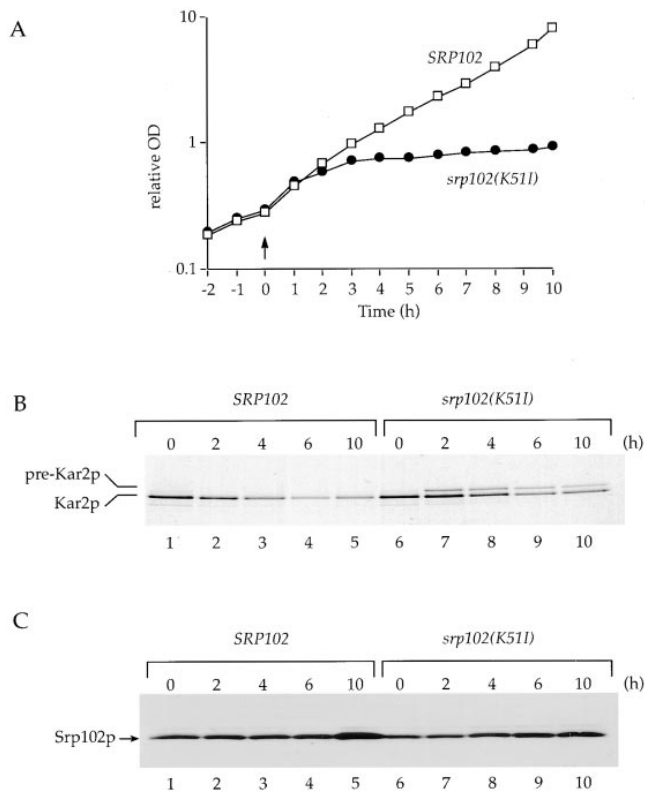 A
10
SRP102
relative OD
1
srp102(K51I)
0.1
-2 -1 0 1 2 3 4 5 6 7 8 9 10
Time (h)
B
SRP102 srp102(K51I)
0 2 4 6 10 0 2 4 6 10 (h)
pre-Kar2p
Kar2p
1 2 3 4 5 6 7 8 9 10
C
SRP102 srp102(K51I)
0 2 4 6 10 0 2 4 6 10 (h)
Srp102p
1 2 3 4 5 6 7 8 9 10